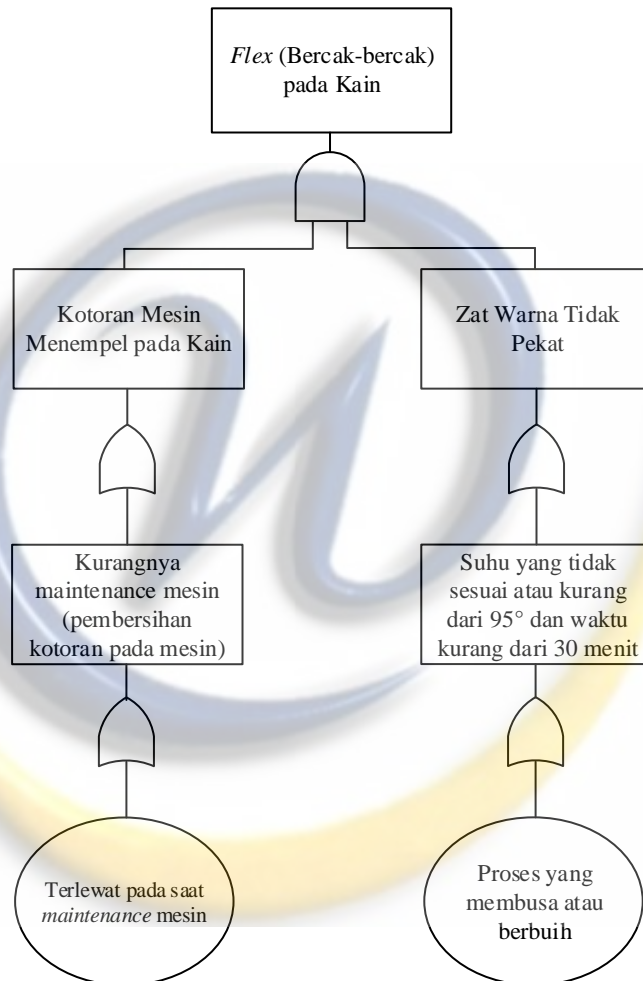 Flex (Bercak-bercak)
pada Kain
Kotoran Mesin
Menempel pada Kain
Zat Warna Tidak
Pekat
Kurangnya
maintenance mesin
(pembersihan
kotoran pada mesin)
Suhu yang tidak
sesuai atau kurang
dari 95° dan waktu
kurang dari 30 menit
Terlewat pada saat
maintenance mesin
Proses yang
membusa atau
berbuih